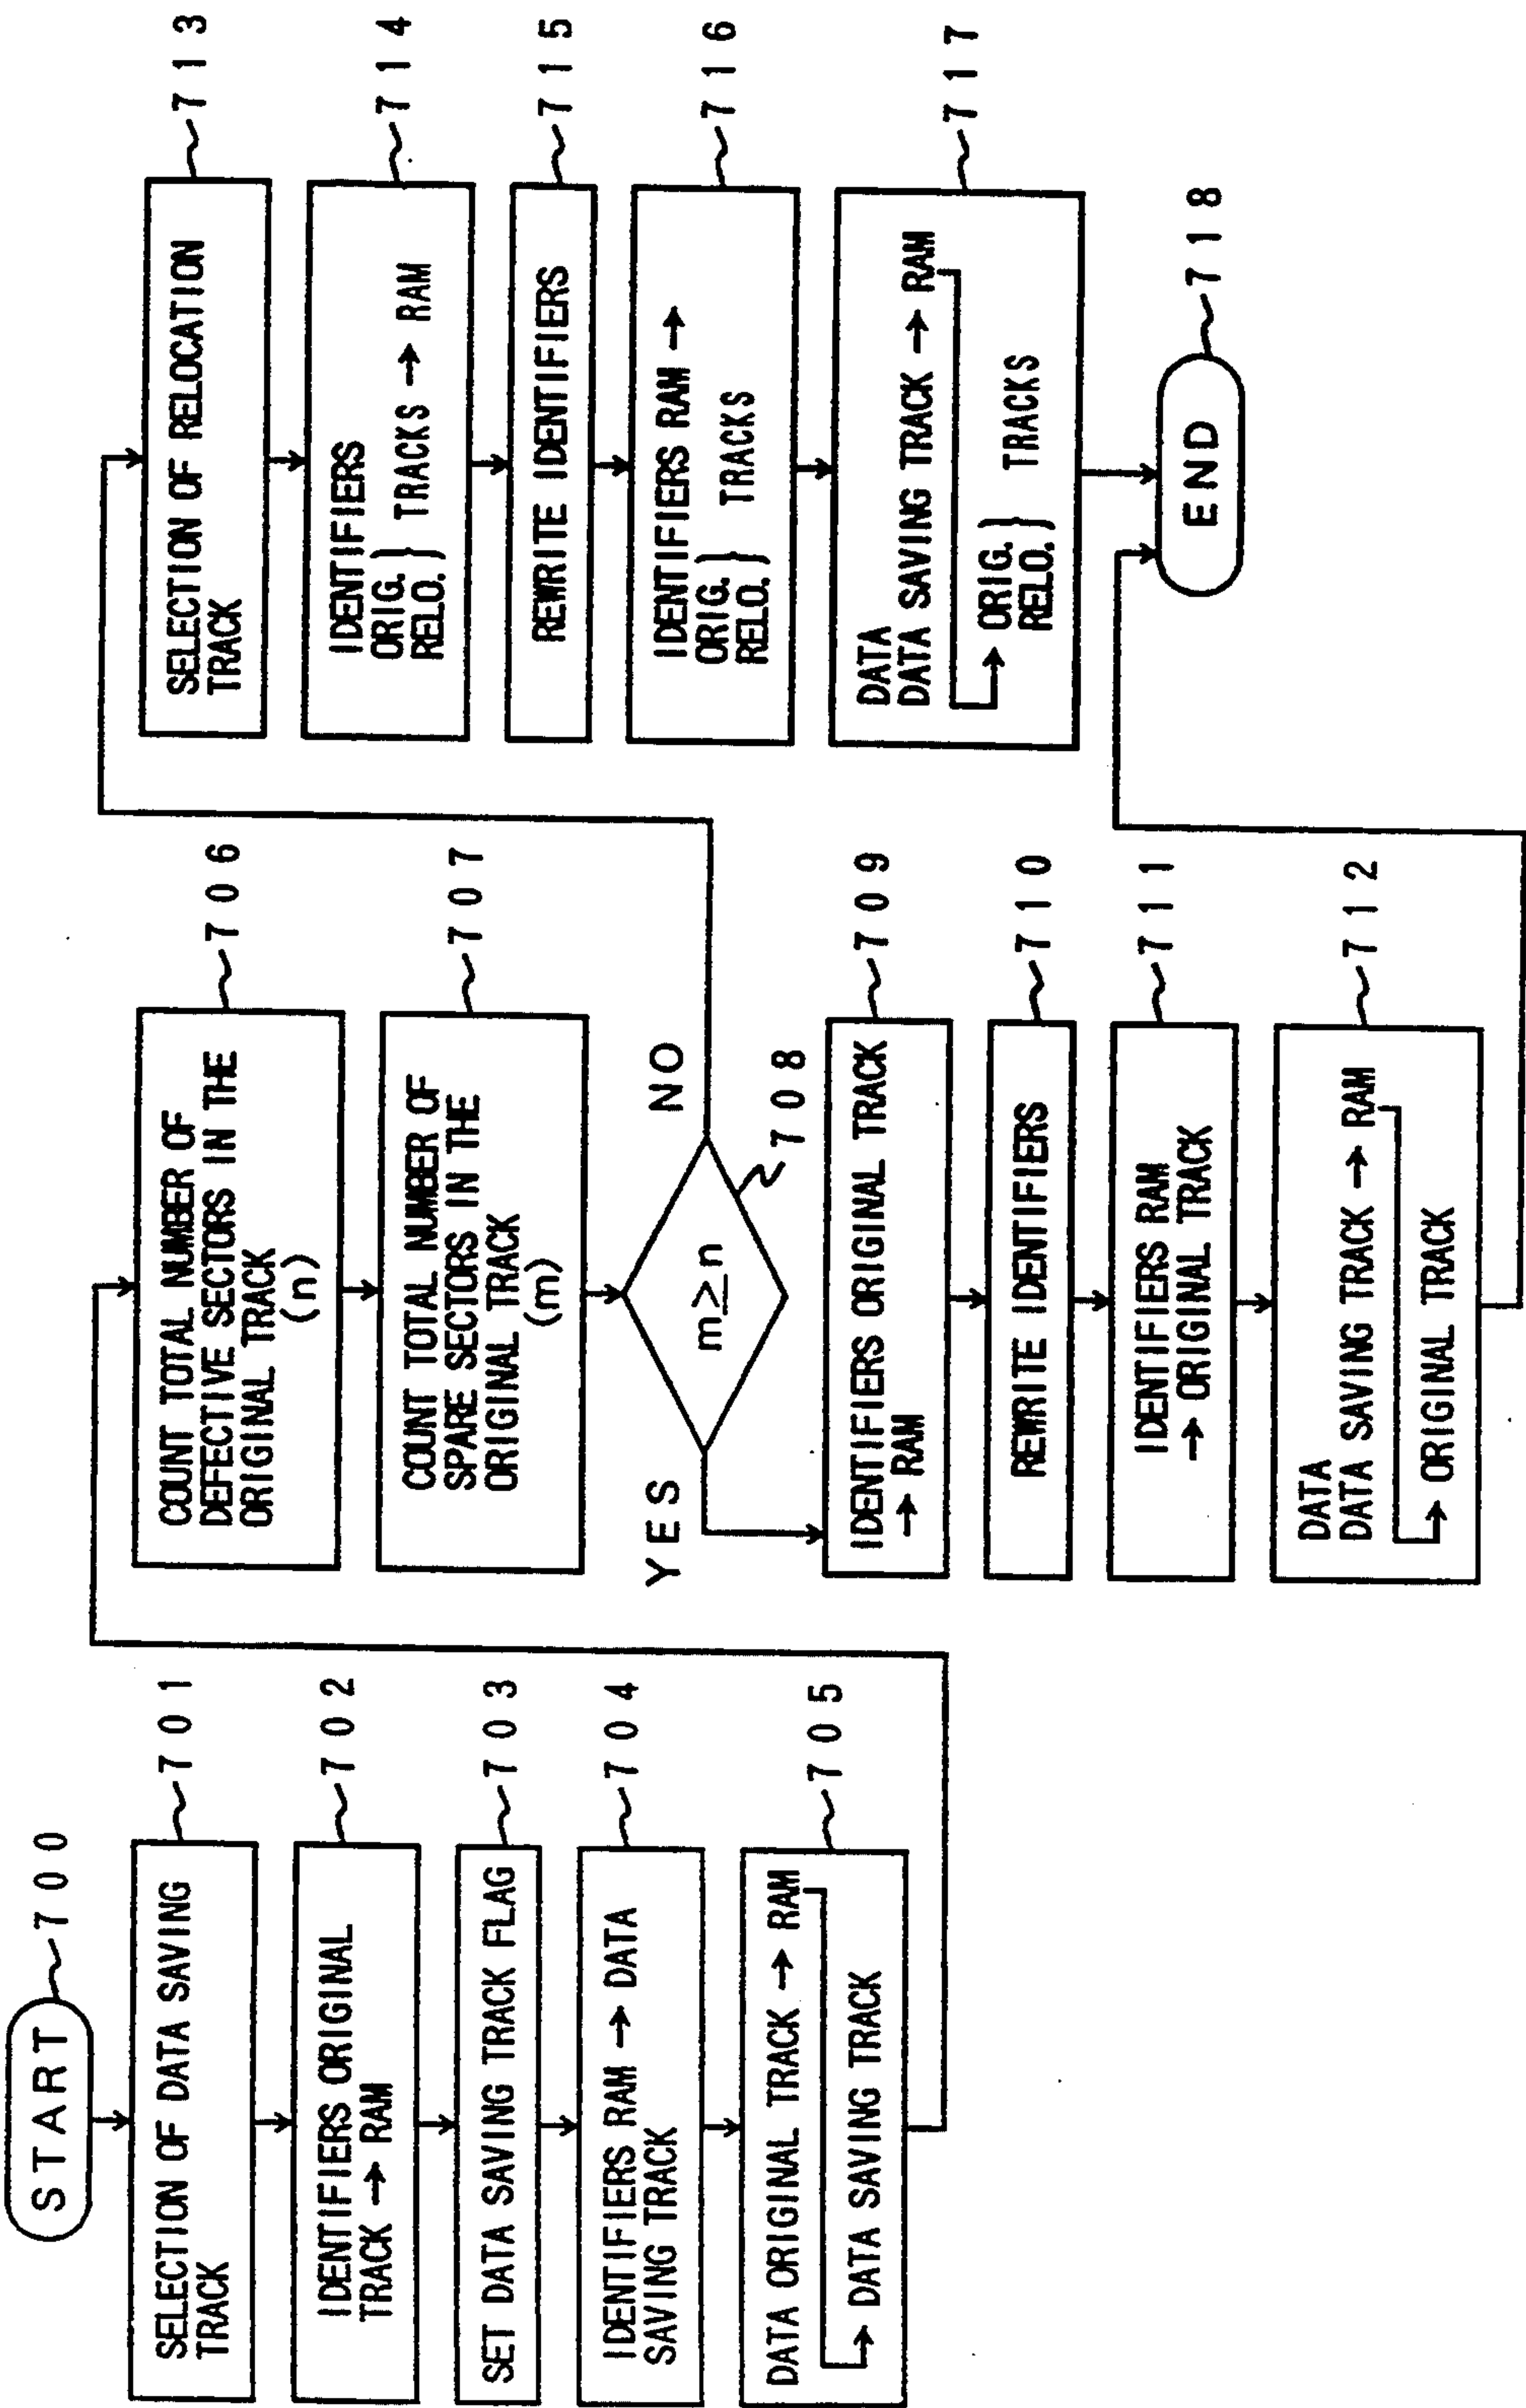 START
700
SELECTION OF DATA SAVING
TRACK
701
IDENTIFIERS ORIGINAL
TRACK → RAM
702
SET DATA SAVING TRACK FLAG
703
IDENTIFIERS RAM → DATA
SAVING TRACK
704
DATA ORIGINAL TRACK → RAM
→ DATA SAVING TRACK
705
COUNT TOTAL NUMBER OF
DEFECTIVE SECTORS IN THE
ORIGINAL TRACK
(n)
706
COUNT TOTAL NUMBER OF
SPARE SECTORS IN THE
ORIGINAL TRACK
(m)
707
YES
m≥n
NO
708
IDENTIFIERS ORIGINAL TRACK
→ RAM
709
REWRITE IDENTIFIERS
710
IDENTIFIERS RAM
→ ORIGINAL TRACK
711
DATA
DATA SAVING TRACK → RAM
→ ORIGINAL TRACK
712
SELECTION OF RELOCATION
TRACK
713
IDENTIFIERS
ORIG.
RELO. } TRACKS → RAM
714
REWRITE IDENTIFIERS
715
IDENTIFIERS RAM →
ORIG.
RELO. } TRACKS
716
DATA
DATA SAVING TRACK → RAM
→ ORIG.
RELO. } TRACKS
717
END
718